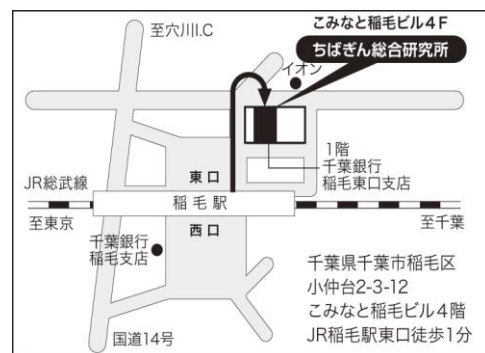 こみなと稲毛ビル４Ｆ
ちばぎん総合研究所
至穴川I.C
イオン
1階
千葉銀行
稲毛東口支店
東口
JR総武線
稲毛駅
至東京
至千葉
西口
千葉銀行
稲毛支店
国道14号
千葉県千葉市稲毛区
小仲台2-3-12
こみなと稲毛ビル４階
JR稲毛駅東口徒歩1分